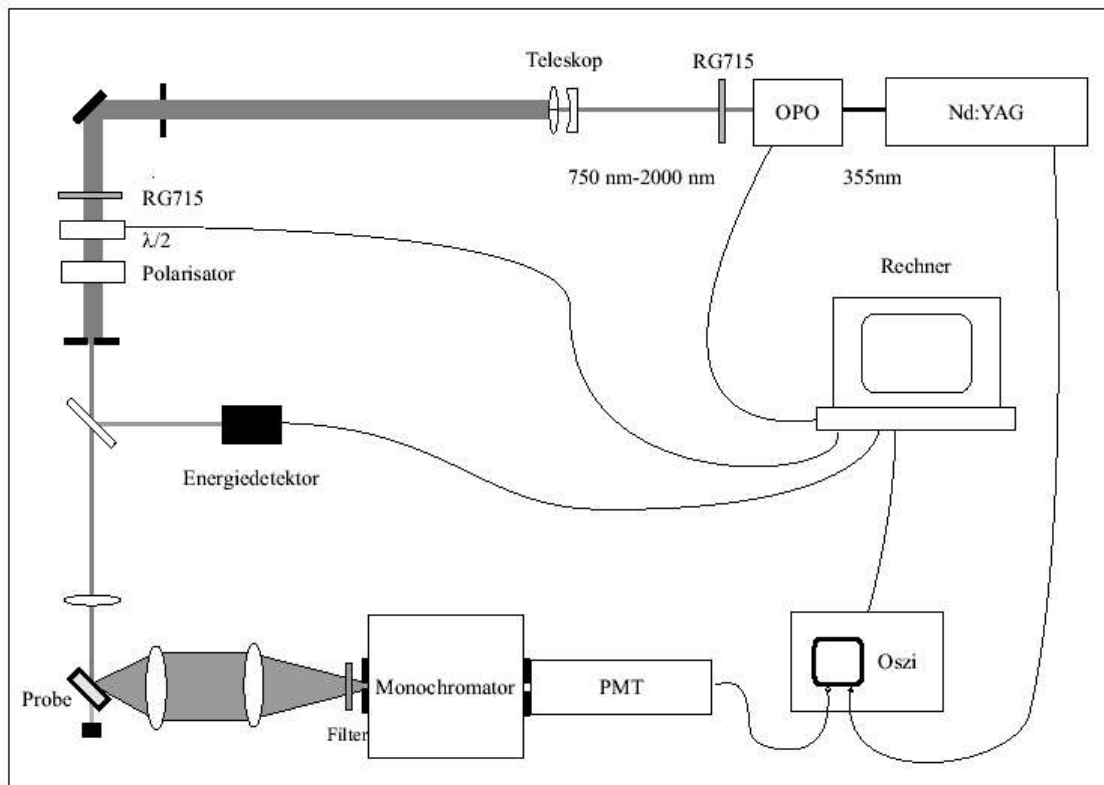 Teleskop
RG715
OPO
Nd:YAG
750 nm-2000 nm
355nm
RG715
λ/2
Polarisator
Rechner
Energiedetektor
Probe
Filter
Monochromator
PMT
Oszi